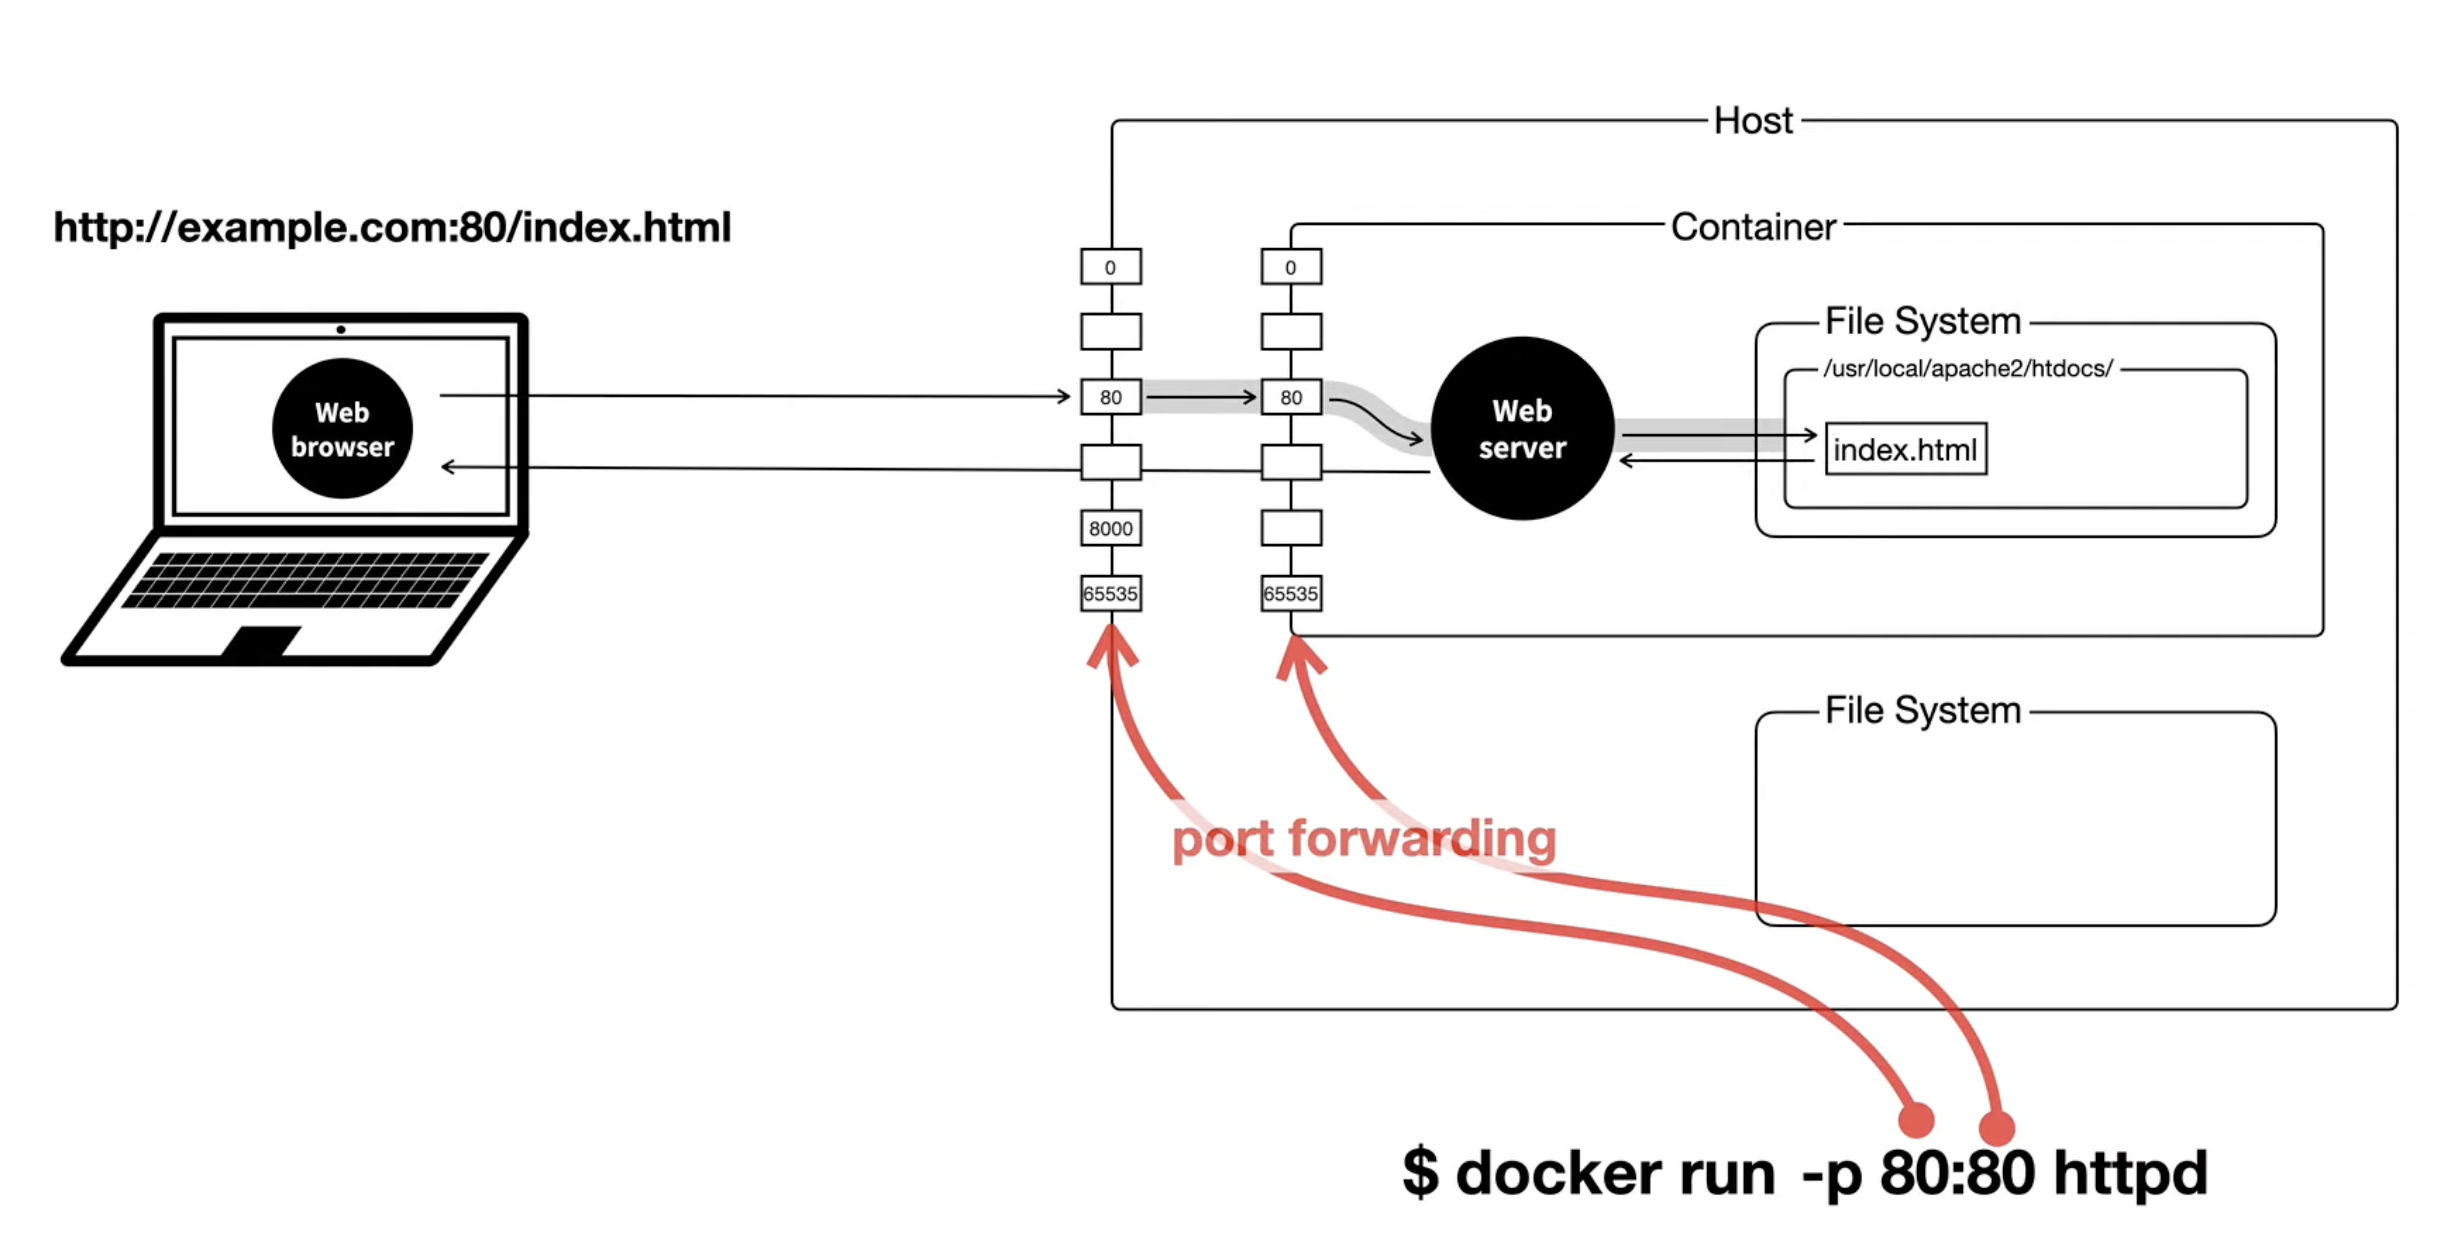 Host
http://example.com:80/index.html
Container
0
0
File System
/usr/local/apache2/htdocs/
80
80
Web
browser
Web
server
index.html
8000
65535
65535
File System
port forwarding
$ docker run -p 80:80 httpd